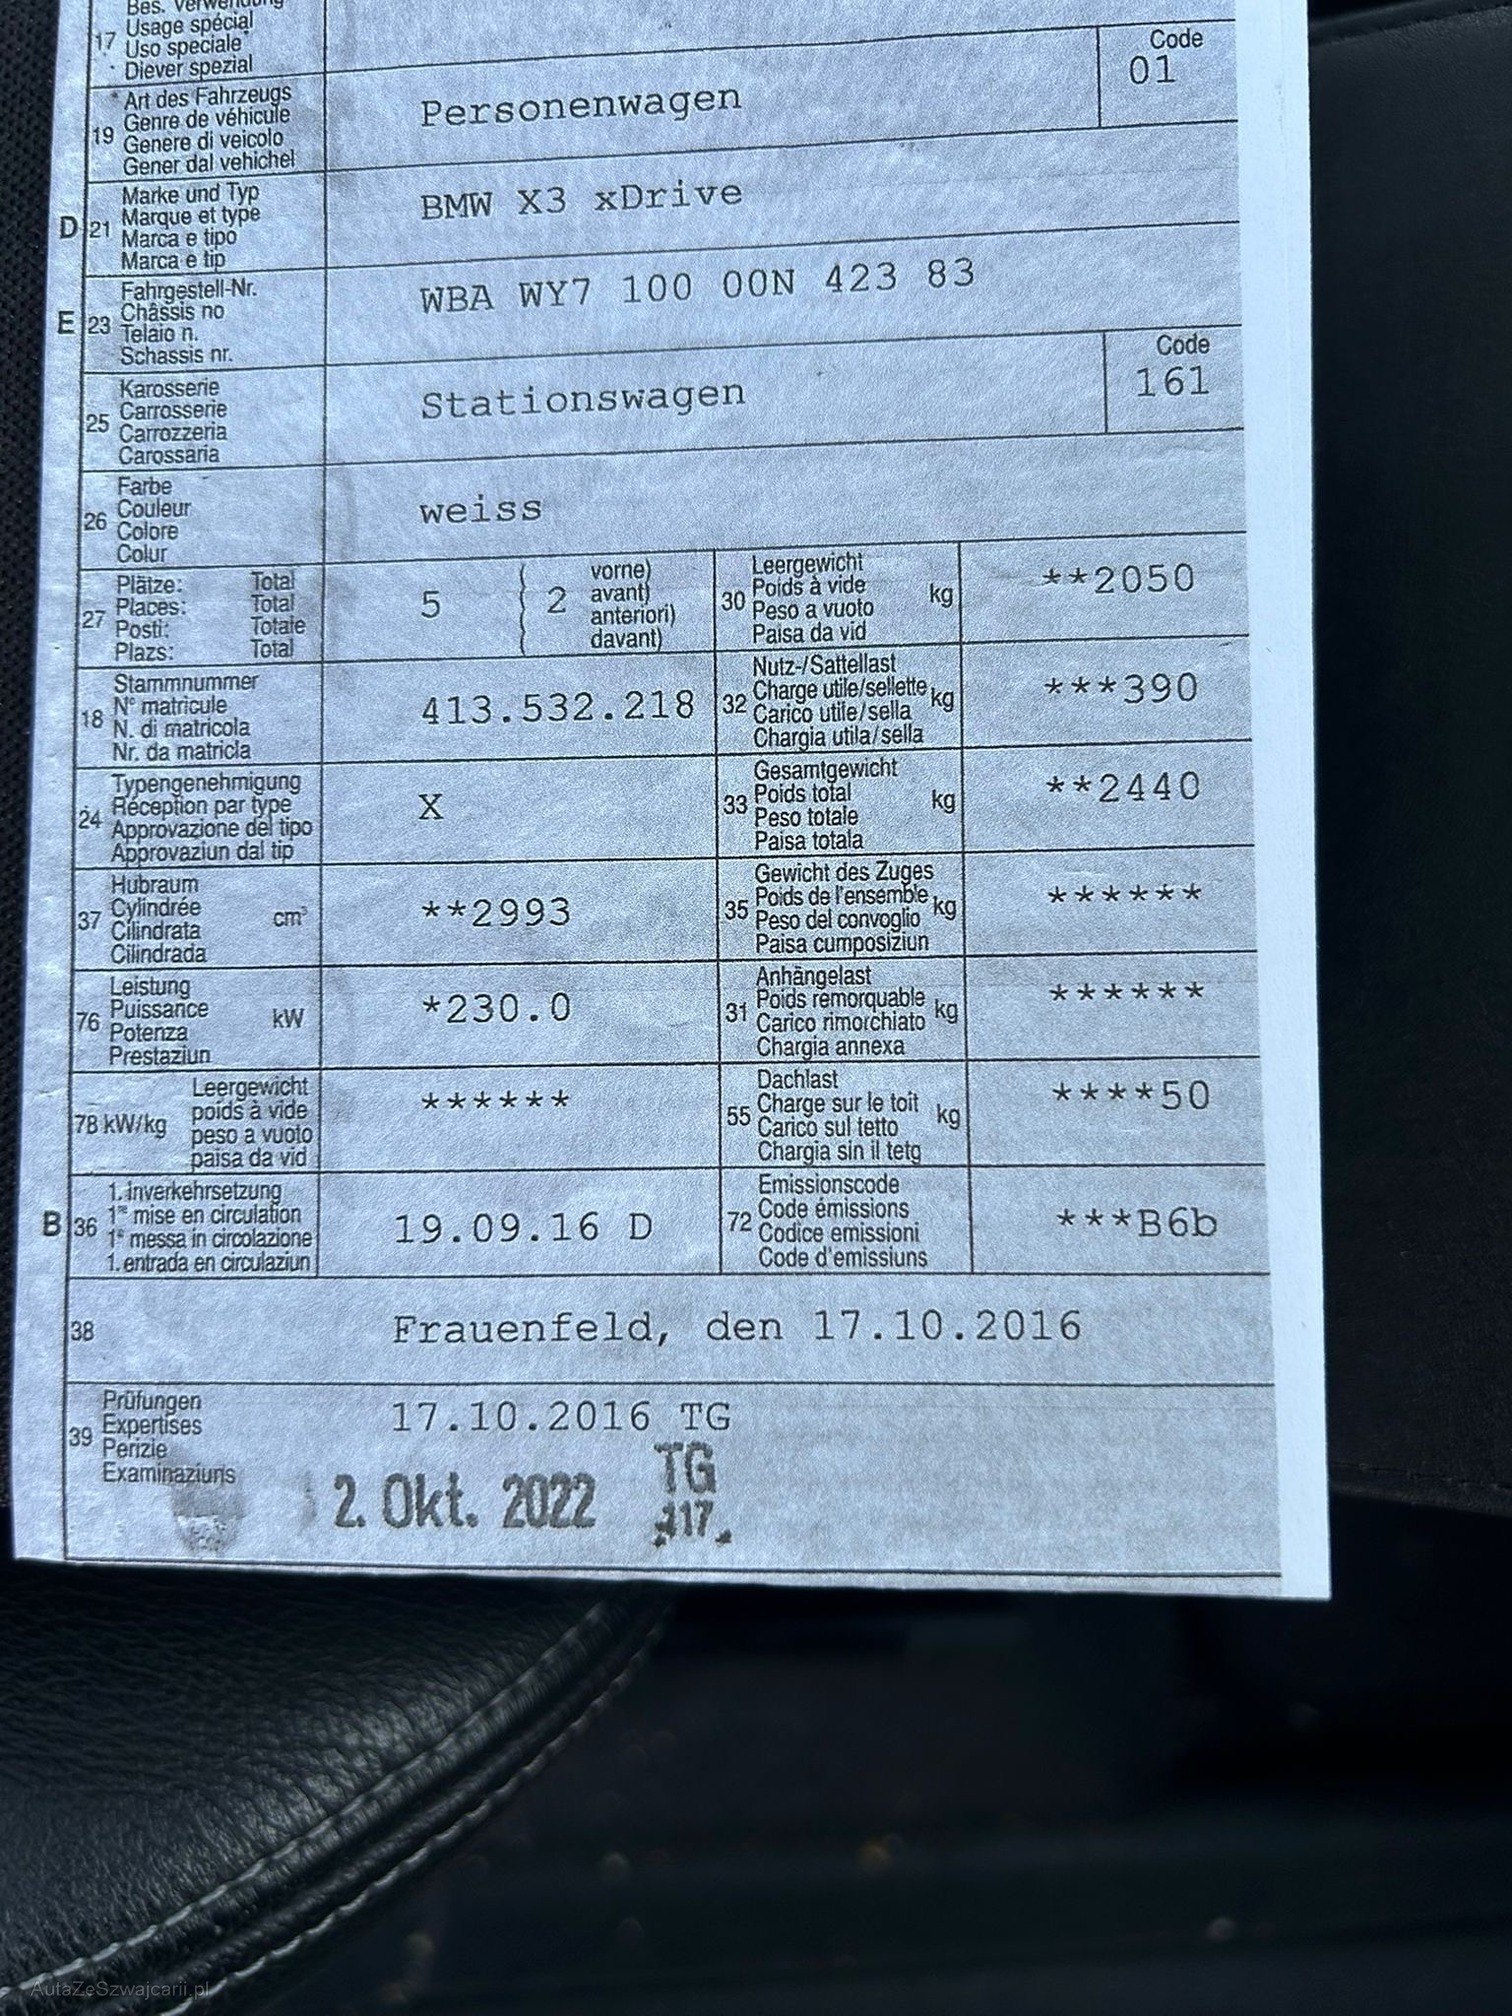 Bes. Verwendung
17 Usage spécial
Uso speciale
Diever spezial
Code
01
19 Art des Fahrzeugs
Genre de véhicule
Genere di veicolo
Gener dal vehichel
Personenwagen
D 21 Marke und Typ
Marque et type
Marca e tipo
Marca e tip
BMW X3 xDrive
E 23 Fahrgestell-Nr.
Châssis no
Telaio n.
Schassis nr.
WBA WY7 100 00N 423 83
25 Karosserie
Carrosserie
Carrozzeria
Carossaria
Stationswagen
Code
161
26 Farbe
Couleur
Colore
Colur
weiss
27 Plätze: Total
Places: Total
Posti: Totale
Plazs: Total
5 2 vorne)
avant)
anteriori)
davant)
30 Leergewicht
Poids à vide kg
Peso a vuoto
Paisa da vid
**2050
18 Stammnummer
N° matricule
N. di matricola
Nr. da matricla
413.532.218
32 Nutz-/Sattellast
Charge utile/sellette kg
Carico utile/sella
Chargia utila/sella
***390
24 Typengenehmigung
Réception par type
Approvazione del tipo
Approvaziun dal tip
X
33 Gesamtgewicht
Poids total kg
Peso totale
Paisa totala
**2440
37 Hubraum
Cylindrée cm³
Cilindrata
Cilindrada
**2993
35 Gewicht des Zuges
Poids de l'ensemble kg
Peso del convoglio
Paisa cumposiziun
******
76 Leistung
Puissance kW
Potenza
Prestaziun
*230.0
31 Anhängelast
Poids remorquable kg
Carico rimorchiato
Chargia annexa
******
78 kW/kg Leergewicht
poids à vide
peso a vuoto
paisa da vid
******
55 Dachlast
Charge sur le toit kg
Carico sul tetto
Chargia sin il tetg
****50
B 36 1. Inverkehrsetzung
1re mise en circulation
1a messa in circolazione
1. entrada en circulaziun
19.09.16 D
72 Emissionscode
Code émissions
Codice emissioni
Code d'emissiuns
***B6b
38 Frauenfeld, den 17.10.2016
39 Prüfungen
Expertises
Perizie
Examinaziuns
17.10.2016 TG
2. Okt. 2022 TG
117
AutaZeSzwajcarii.pl